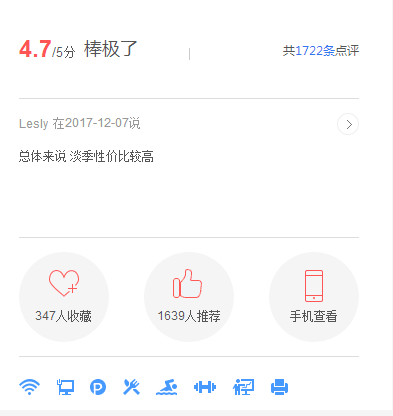 4.7/5分 棒极了
共1722条点评
Lesly 在2017-12-07说
总体来说 淡季性价比较高
347人收藏
1639人推荐
手机查看